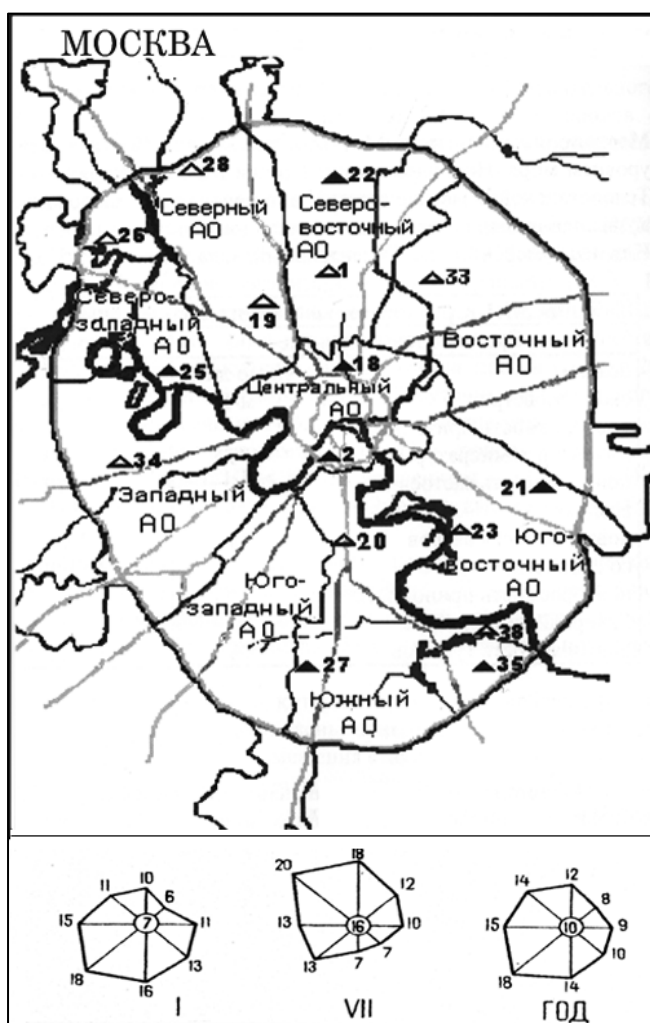 МОСКВА
28
22
Северный
АО
Северо-
восточный
АО
26
1
33
Северо-
западный
АО
19
Восточный
АО
25
18
Центральный
АО
2
34
Западный
АО
21
20
23
Юго-
восточный
АО
Юго-
западный
АО
38
27
35
Южный
АО
10
11
6
15
7
11
18
13
16
I
18
20
12
13
16
10
13
7
7
VII
12
14
8
15
10
9
18
10
14
ГОД